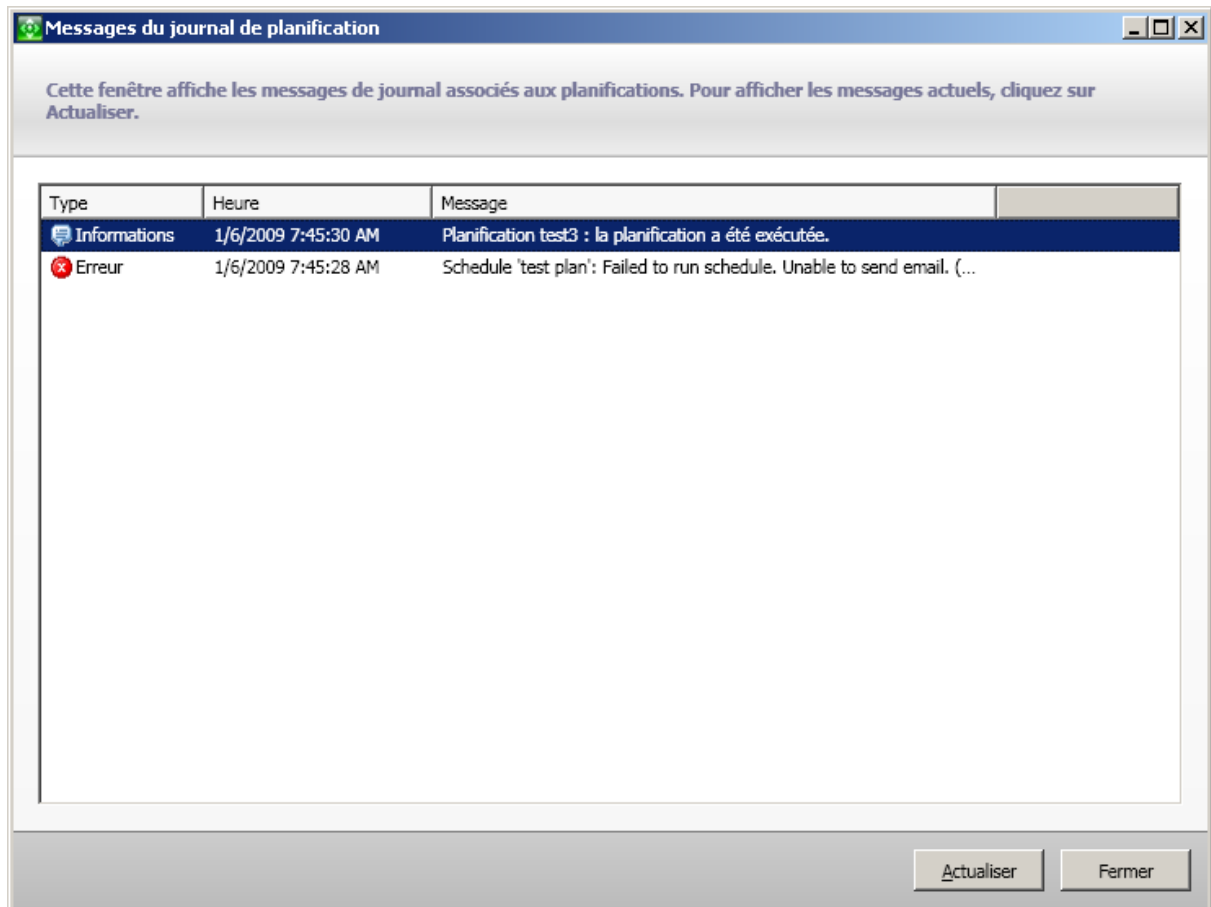 Messages du journal de planification
Cette fenêtre affiche les messages de journal associés aux planifications. Pour afficher les messages actuels, cliquez sur
Actualiser.
Type Heure Message
Informations 1/6/2009 7:45:30 AM Planification test3 : la planification a été exécutée.
Erreur 1/6/2009 7:45:28 AM Schedule 'test plan': Failed to run schedule. Unable to send email. (...
Actualiser Fermer